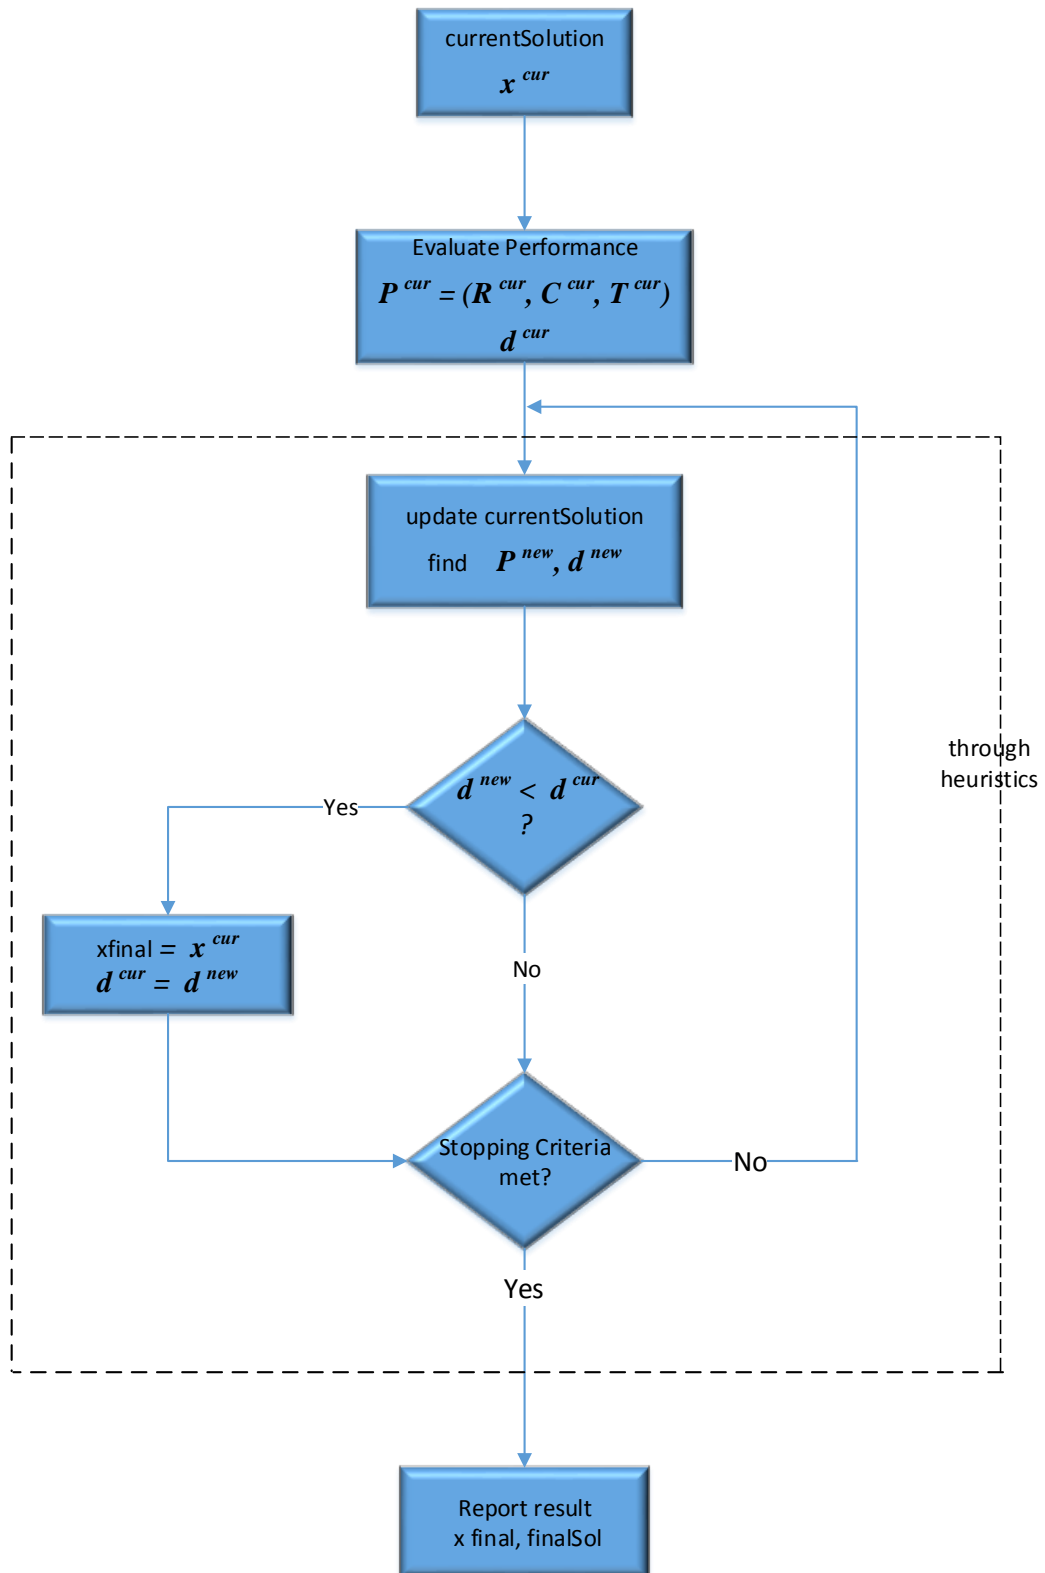 currentSolution
x cur
Evaluate Performance
P cur = (R cur, C cur, T cur)
d cur
update currentSolution
find P new, d new
through
heuristics
d new < d cur
?
Yes
xfinal = x cur
d cur = d new
No
Stopping Criteria
met?
No
Yes
Report result
x final, finalSol